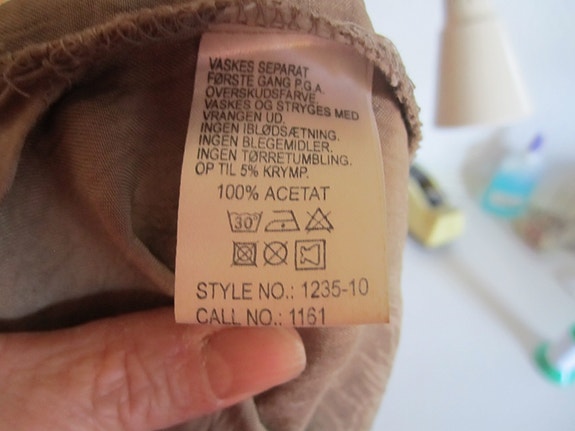 VASKES SEPARAT
FØRSTE GANG P.G.A.
OVERSKUDSFARVE.
VASKES OG STRYGES MED
VRANGEN UD.
INGEN IBLØDSÆTNING.
INGEN BLEGEMIDLER.
INGEN TØRRETUMBLING.
OP TIL 5% KRYMP.
100% ACETAT
30°
STYLE NO.: 1235-10
CALL NO.: 1161